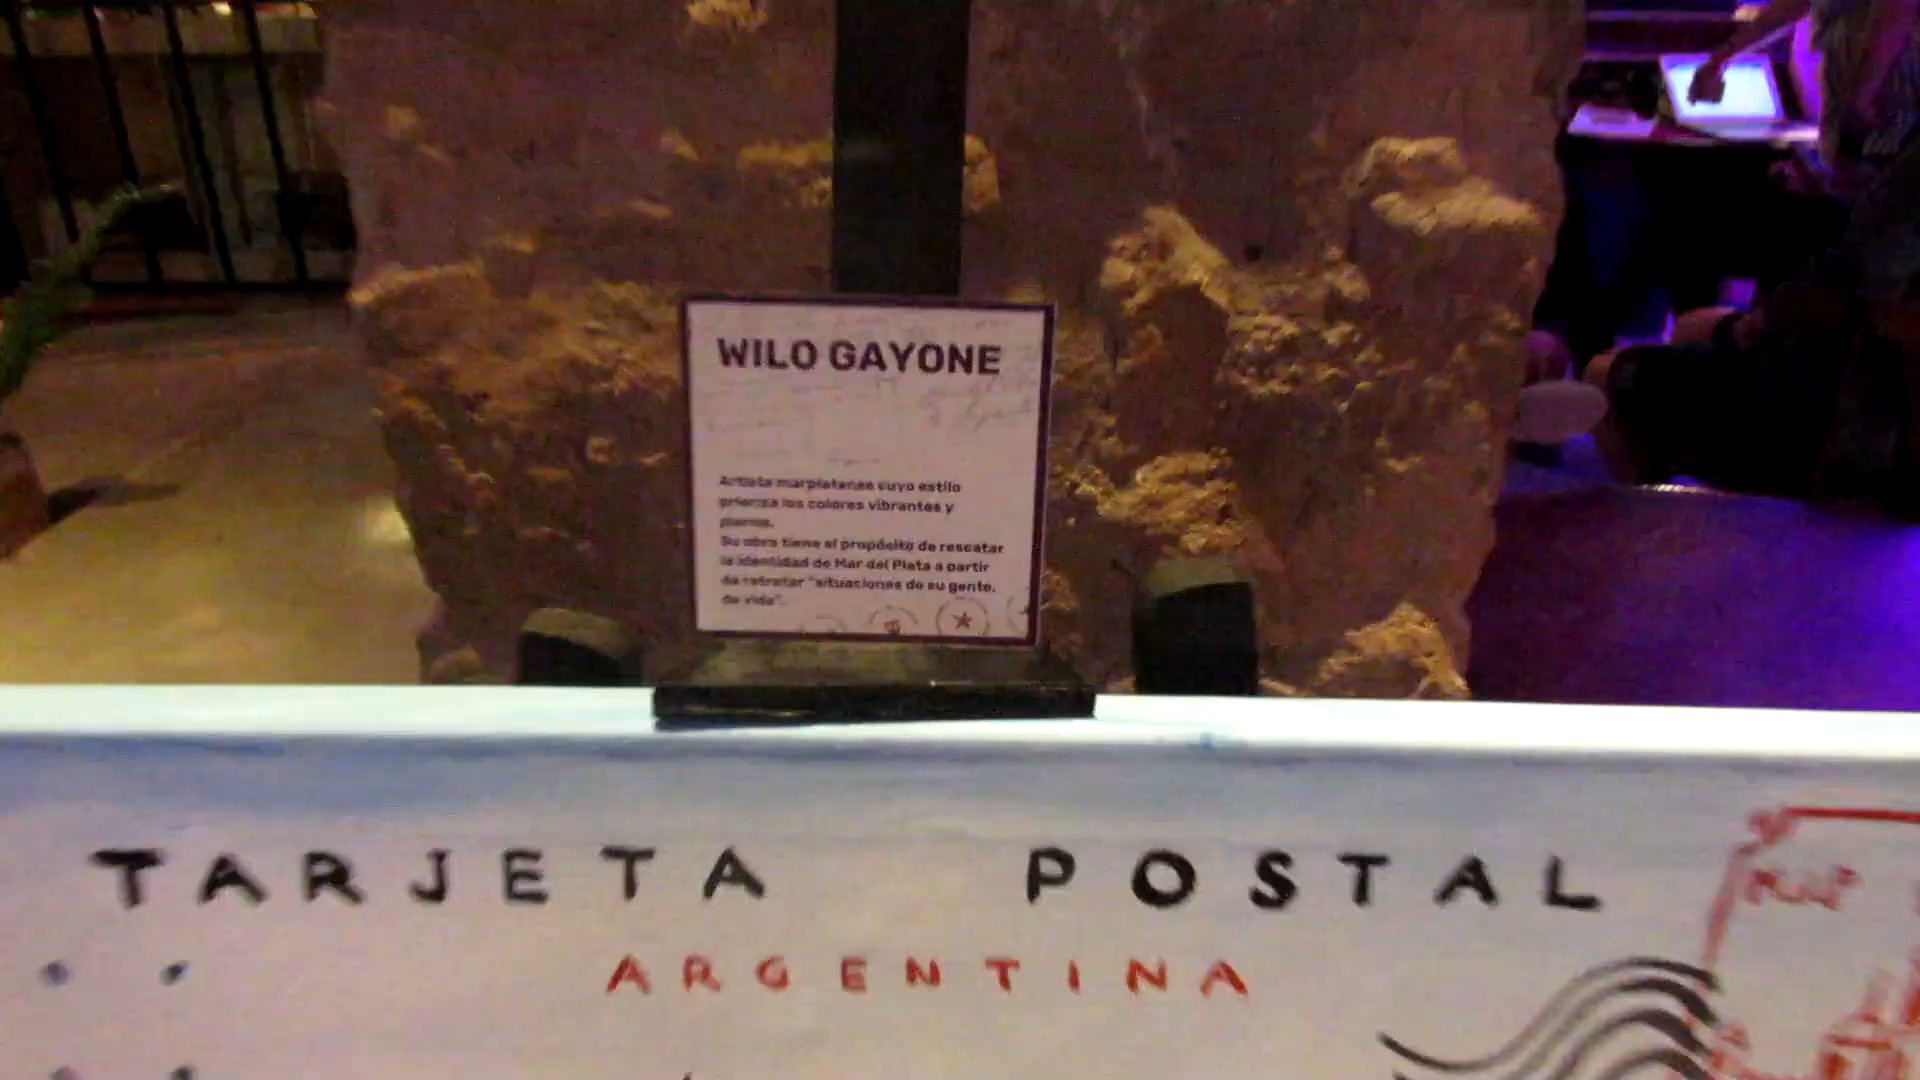 WILO GAYONE
Artista marplatense cuyo estilo
prioriza los colores vibrantes y
planos.
Su obra tiene el propósito de rescatar
la identidad de Mar del Plata a partir
de retratar "situaciones de su gente,
de vida".
TARJETA POSTAL
ARGENTINA